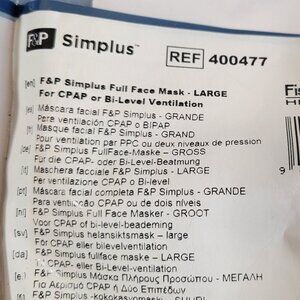 F&P Simplus™
REF 400477
[en] F&P Simplus Full Face Mask - LARGE
For CPAP or Bi-Level Ventilation
Fis
[es] Máscara facial F&P Simplus - GRANDE
Para ventilación CPAP o BIPAP
[f] Masque facial F&P Simplus - GRAND
Pour ventilation par PPC ou deux niveaux de pression
[de] F&P Simplus FullFace-Maske – GROSS
Für die CPAP- oder Bi-Level-Beatmung
[it] Maschera facciale F&P Simplus - LARGE
Per ventilazione CPAP o Bi-level
9
[pt] Máscara facial completa F&P Simplus - GRANDE
Para ventilação CPAP ou de dois níveis
[nl] F&P Simplus Full Face Masker - GROOT
Voor CPAP of bi-level-beademing
[sv] F&P Simplus helansiktsmask – large
För CPAP eller bilevelventilation
[da] F&P Simplus fullface maske – LARGE
Til CPAP- eller Bi-Level-ventilation
[e] F&P Simplus Μάσκα Πλήρους Προσώπου - ΜΕΓΑΛΗ
Για Αερισμό CPAP ή Δύο Επιπέδων
F&P Simplus -kokokasvomaski